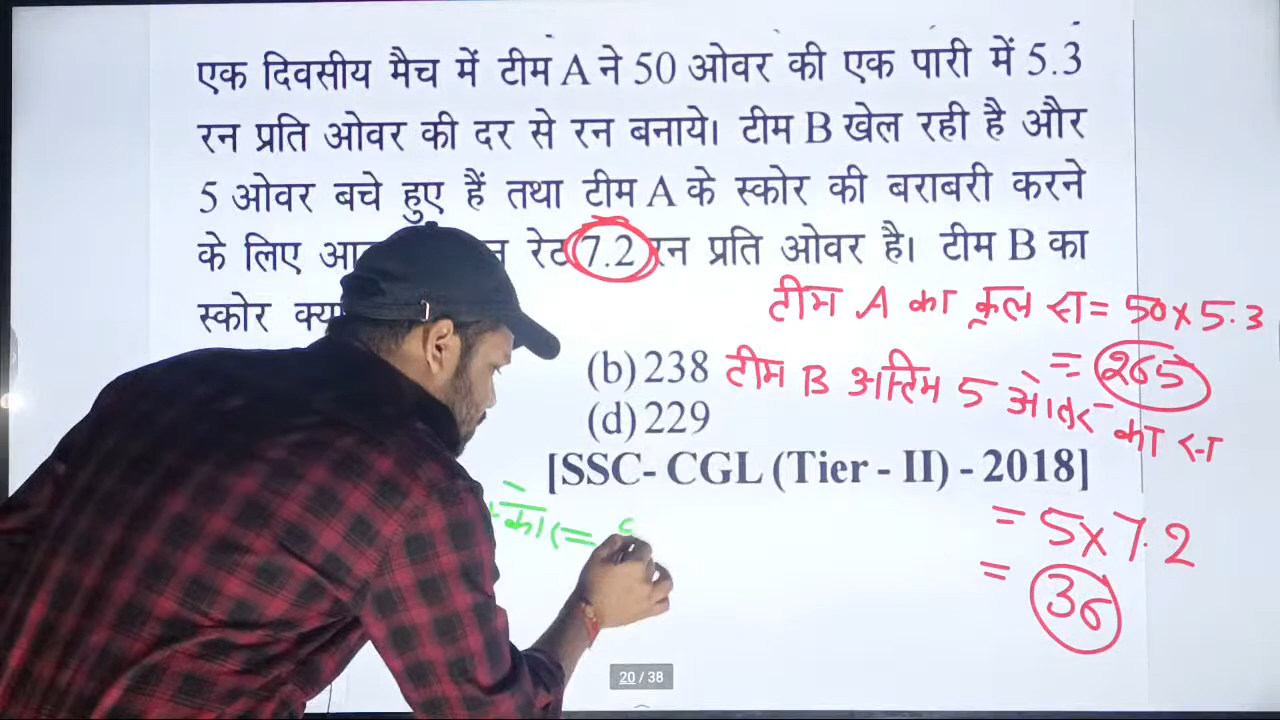 एक दिवसीय मैच में टीम A ने 50 ओवर की एक पारी में 5.3
रन प्रति ओवर की दर से रन बनाये। टीम B खेल रही है और
5 ओवर बचे हुए हैं तथा टीम A के स्कोर की बराबरी करने
के लिए रेट 7.2 रन प्रति ओवर है। टीम B का
स्कोर
टीम A का कूल रन = 50 x 5.3
= 265
(b) 238
टीम B अन्तिम 5 ओवर का रन
(d) 229
[SSC- CGL (Tier - II) - 2018]
= 5 x 7.2
= 36
स्कोर =
20 / 38